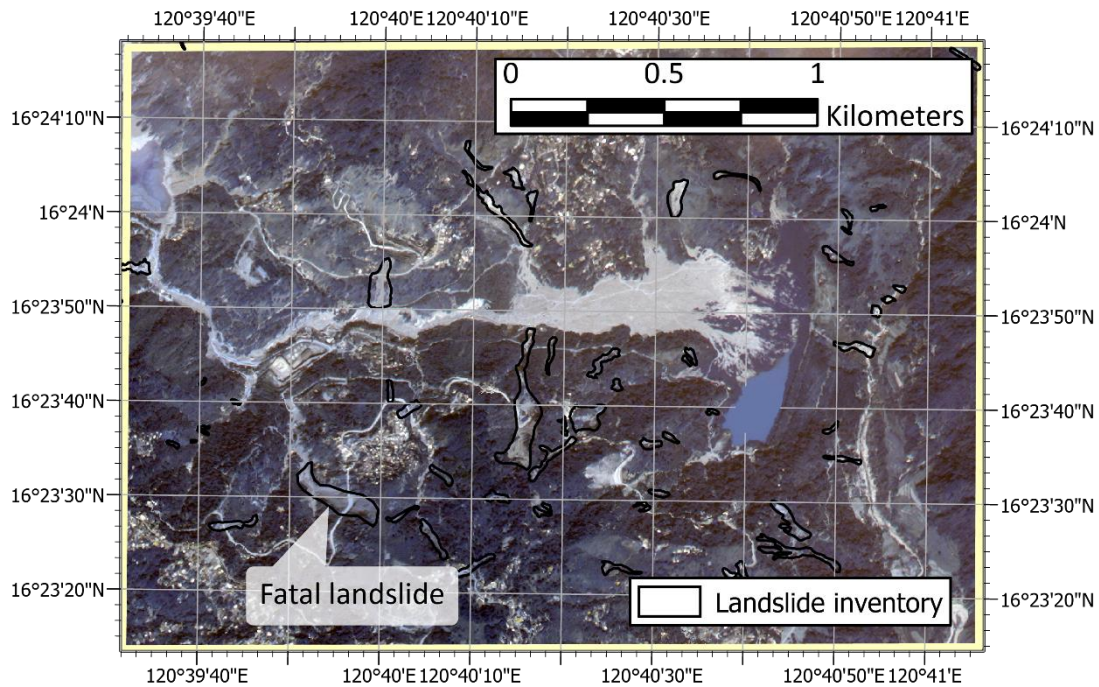 120°39'40"E 120°40'E 120°40'10"E 120°40'30"E 120°40'50"E 120°41'E
0 0.5 1
Kilometers
16°24'10"N 16°24'10"N
16°24'N 16°24'N
16°23'50"N 16°23'50"N
16°23'40"N 16°23'40"N
16°23'30"N 16°23'30"N
16°23'20"N 16°23'20"N
Fatal landslide
Landslide inventory
120°39'40"E 120°40'E 120°40'10"E 120°40'30"E 120°40'50"E 120°41'E